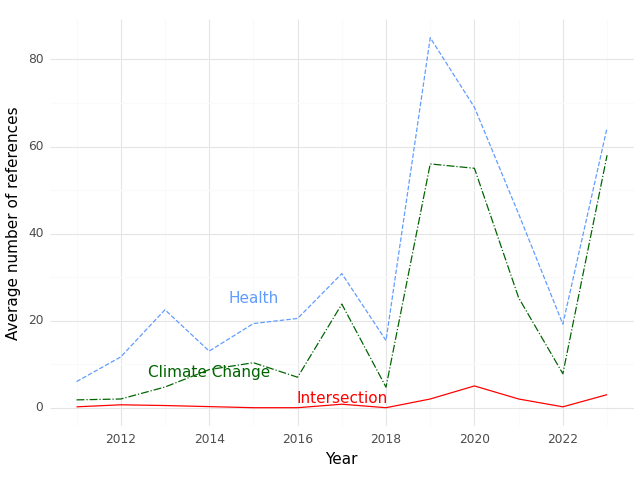 80
60
40
20
0
Health
Climate Change
Intersection
2012 2014 2016 2018 2020 2022
Year
Average number of references